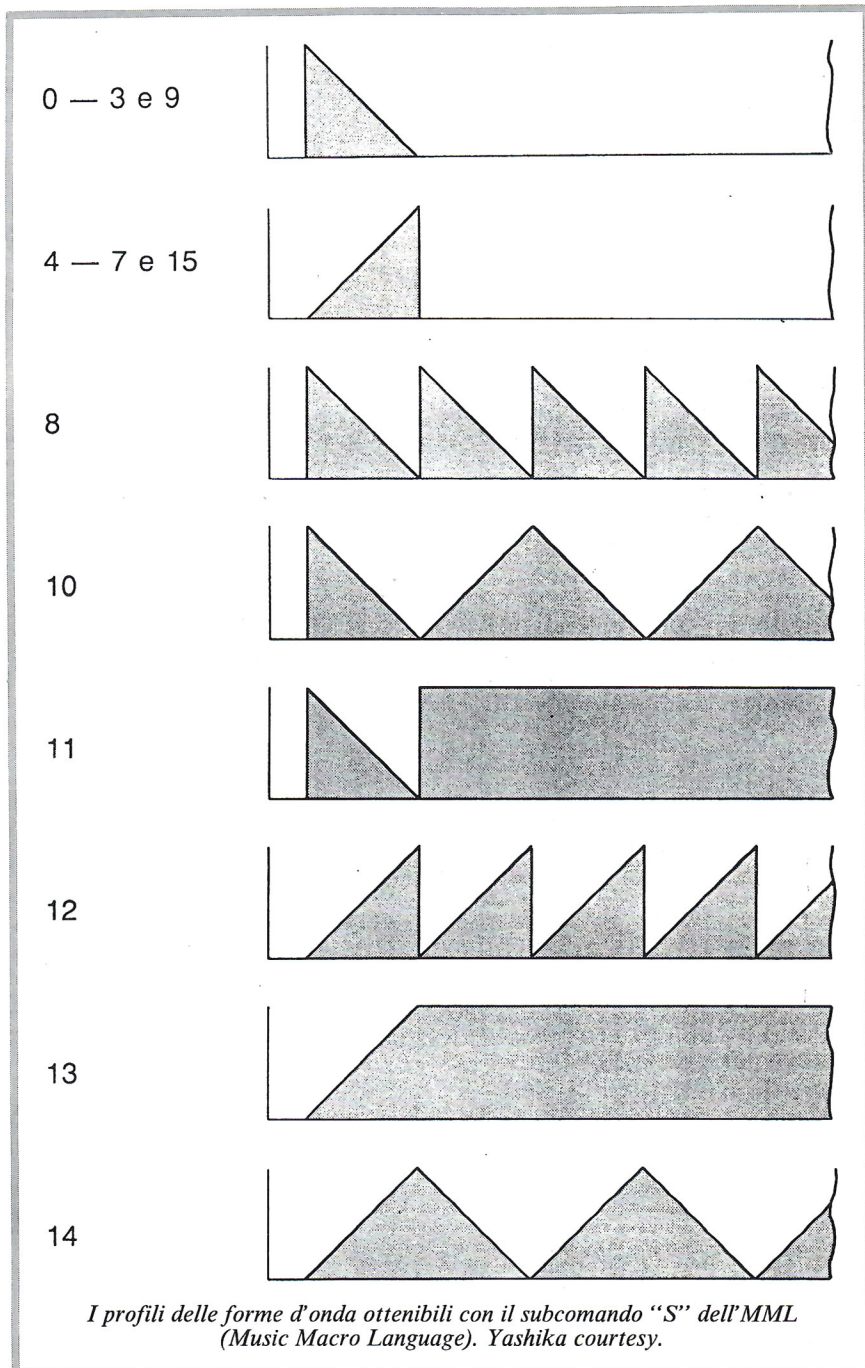 0 — 3 e 9
4 — 7 e 15
8
10
11
12
13
14
I profili delle forme d'onda ottenibili con il subcomando “S” dell'MML
(Music Macro Language). Yashika courtesy.